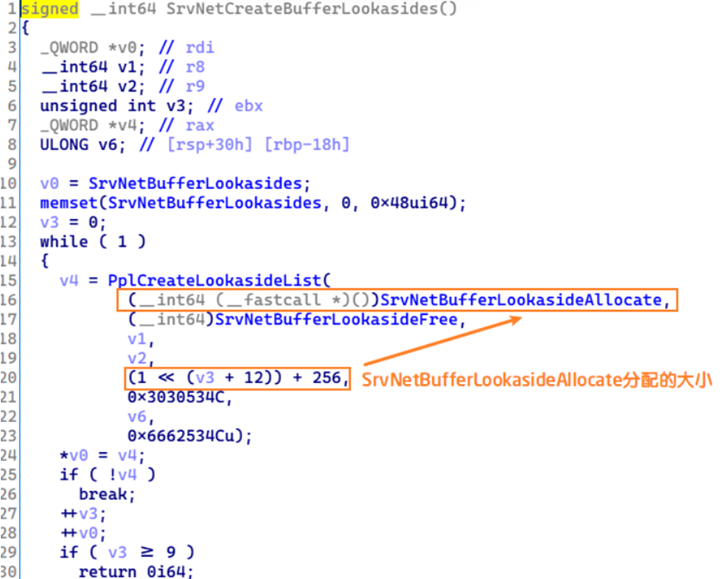 1 signed __int64 SrvNetCreateBufferLookasides()
2 {
3 _QWORD *v0; // rdi
4 __int64 v1; // r8
5 __int64 v2; // r9
6 unsigned int v3; // ebx
7 _QWORD *v4; // rax
8 ULONG v6; // [rsp+30h] [rbp-18h]
9
10 v0 = SrvNetBufferLookasides;
11 memset(SrvNetBufferLookasides, 0, 0×48ui64);
12 v3 = 0;
13 while ( 1 )
14 {
15 v4 = PplCreateLookasideList(
16 (__int64 (__fastcall *)())SrvNetBufferLookasideAllocate,
17 (__int64)SrvNetBufferLookasideFree,
18 v1,
19 v2,
20 (1 << (v3 + 12)) + 256, SrvNetBufferLookasideAllocate分配的大小
21 0×3030534C,
22 v6,
23 0×6662534Cu);
24 *v0 = v4;
25 if ( !v4 )
26 break;
27 ++v3;
28 ++v0;
29 if ( v3 ≥ 9 )
30 return 0i64;